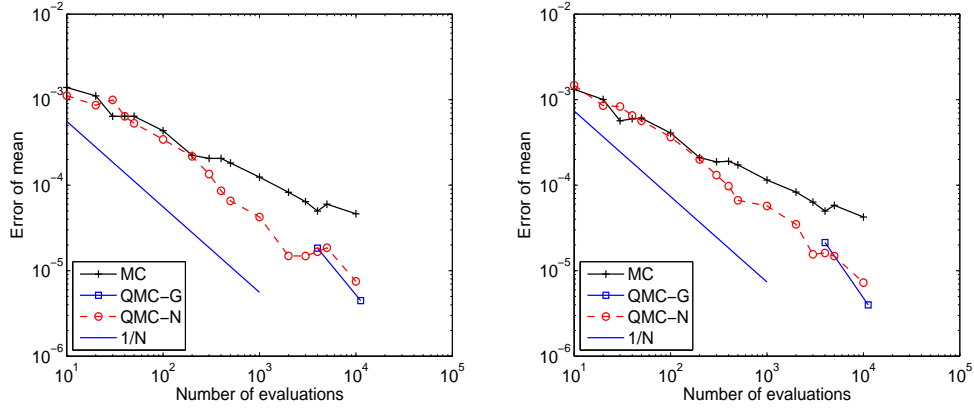 10^-2
10^-3
10^-4
10^-5
10^-6
Error of mean
10^1
10^2
10^3
10^4
10^5
Number of evaluations
MC
QMC-G
QMC-N
1/N
10^-2
10^-3
10^-4
10^-5
10^-6
Error of mean
10^1
10^2
10^3
10^4
10^5
Number of evaluations
MC
QMC-G
QMC-N
1/N